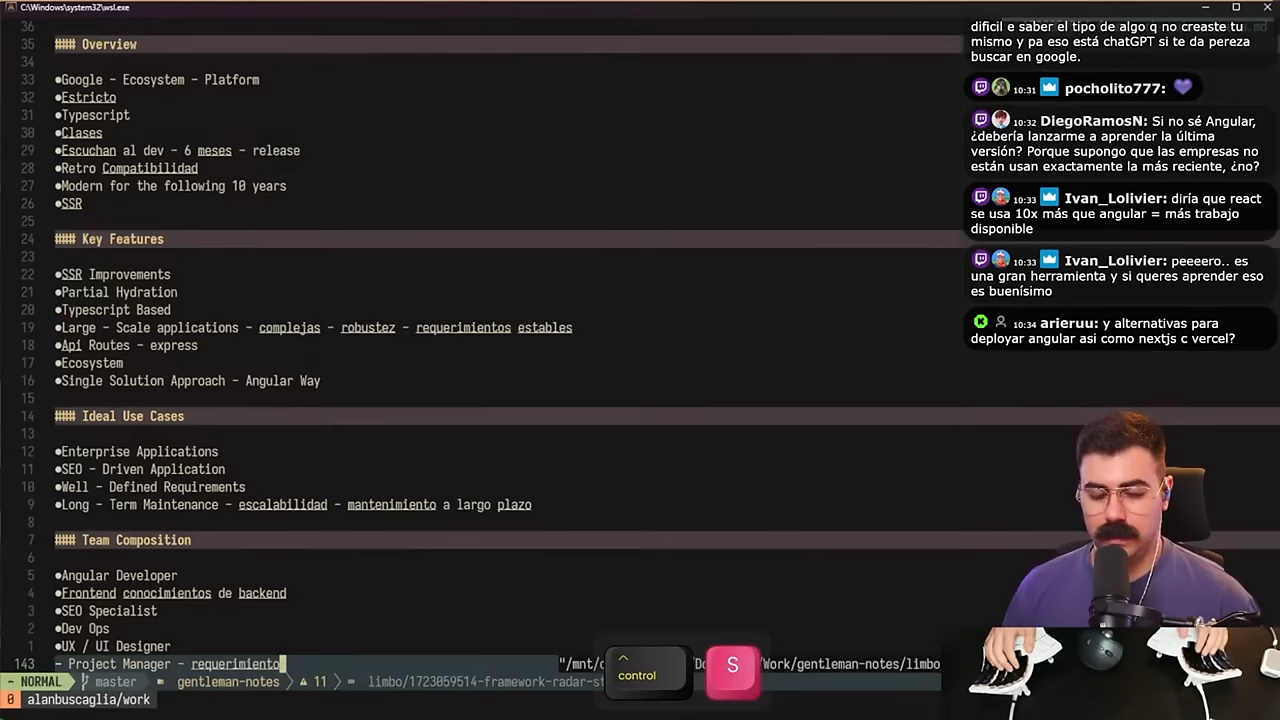 C:\Windows\system32\wsl.exe
36
35 ### Overview
34
33 ●Google - Ecosystem - Platform
32 ●Estricto
31 ●Typescript
30 ●Clases
29 ●Escuchan al dev - 6 meses - release
28 ●Retro Compatibilidad
27 ●Modern for the following 10 years
26 ●SSR
25
24 ### Key Features
23
22 ●SSR Improvements
21 ●Partial Hydration
20 ●Typescript Based
19 ●Large - Scale applications - complejas - robustez - requerimientos estables
18 ●Api Routes - express
17 ●Ecosystem
16 ●Single Solution Approach - Angular Way
15
14 ### Ideal Use Cases
13
12 ●Enterprise Applications
11 ●SEO - Driven Application
10 ●Well - Defined Requirements
9 ●Long - Term Maintenance - escalabilidad - mantenimiento a largo plazo
8
7 ### Team Composition
6
5 ●Angular Developer
4 ●Frontend conocimientos de backend
3 ●SEO Specialist
2 ●Dev Ops
1 ●UX / UI Designer
143 - Project Manager - requerimiento "/mnt/c Work/gentleman-notes/limbo
- NORMAL master gentleman-notes 11 limbo/1723059514-framework-radar-s
0 alanbuscaglia/work
^
control
S
dificil e saber el tipo de algo q no creaste tu
mismo y pa eso está chatGPT si te da pereza
buscar en google.
10:31 pocholito777: 💜
10:32 DiegoRamosN: Si no sé Angular,
¿debería lanzarme a aprender la última
versión? Porque supongo que las empresas no
están usan exactamente la más reciente, ¿no?
10:33 Ivan_Lolivier: diría que react
se usa 10x más que angular = más trabajo
disponible
10:33 Ivan_Lolivier: peeeero.. es
una gran herramienta y si queres aprender eso
es buenísimo
10:34 arieruu: y alternativas para
deployar angular asi como nextjs c vercel?